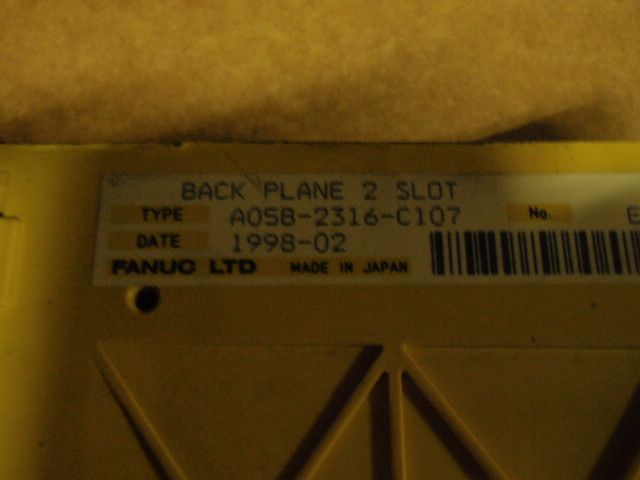 BACK PLANE 2 SLOT
TYPE A05B-2316-C107 No.
DATE 1998-02
FANUC LTD MADE IN JAPAN